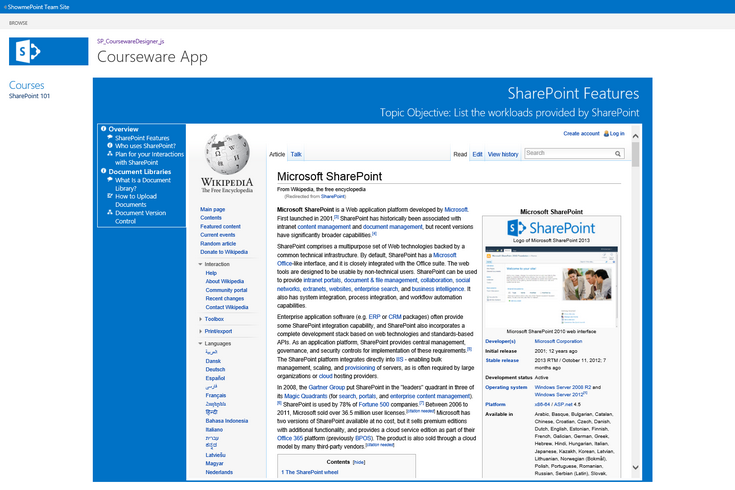 ShowmePoint Team Site
BROWSE
SP_CoursewareDesigner_js
Courseware App
Courses
SharePoint 101
SharePoint Features
Topic Objective: List the workloads provided by SharePoint
Overview
SharePoint Features
Who uses SharePoint?
Plan for your Interactions
with SharePoint
Document Libraries
What Is a Document
Library?
How to Upload
Documents
Document Version
Control
WIKIPEDIA
The Free Encyclopedia
Main page
Contents
Featured content
Current events
Random article
Donate to Wikipedia
Interaction
Help
About Wikipedia
Community portal
Recent changes
Contact Wikipedia
Toolbox
Print/export
Languages
العربية
Dansk
Deutsch
Español
فارسی
Français
हिन्दी
Bahasa Indonesia
Italiano
עברית
ಕನ್ನಡ
Latviešu
Magyar
Nederlands
Create account Log in
Article Talk Read Edit View history Search
Microsoft SharePoint
From Wikipedia, the free encyclopedia
(Redirected from SharePoint)
Microsoft SharePoint is a Web application platform developed by Microsoft.
First launched in 2001,[3] SharePoint has historically been associated with
intranet content management and document management, but recent versions
have significantly broader capabilities.[4]
SharePoint comprises a multipurpose set of Web technologies backed by a
common technical infrastructure. By default, SharePoint has a Microsoft
Office-like interface, and it is closely integrated with the Office suite. The web
tools are designed to be usable by non-technical users. SharePoint can be used
to provide intranet portals, document & file management, collaboration, social
networks, extranets, websites, enterprise search, and business intelligence. It
also has system integration, process integration, and workflow automation
capabilities.
Enterprise application software (e.g. ERP or CRM packages) often provide
some SharePoint integration capability, and SharePoint also incorporates a
complete development stack based on web technologies and standards-based
APIs. As an application platform, SharePoint provides central management,
governance, and security controls for implementation of these requirements.[5]
The SharePoint platform integrates directly into IIS - enabling bulk
management, scaling, and provisioning of servers, as is often required by large
organizations or cloud hosting providers.
In 2008, the Gartner Group put SharePoint in the "leaders" quadrant in three of
its Magic Quadrants (for search, portals, and enterprise content management).
[6] SharePoint is used by 78% of Fortune 500 companies.[7] Between 2006 to
2011, Microsoft sold over 36.5 million user licenses.[citation needed] Microsoft has
two versions of SharePoint available at no cost, but it sells premium editions
with additional functionality, and provides a cloud service edition as part of their
Office 365 platform (previously BPOS). The product is also sold through a cloud
model by many third-party vendors.[citation needed]
Contents [hide]
1 The SharePoint wheel
Microsoft SharePoint
SharePoint
Logo of SharePoint 2013
Microsoft SharePoint 2010 web interface
Developer(s) Microsoft Corporation
Initial release 2001; 12 years ago
Stable release 2013 RTM / October 11, 2012; 7
months ago
Development status Active
Operating system Windows Server 2008 R2 and
Windows Server 2012
Platform x86-64 / ASP.net 4.5
Available in Arabic, Basque, Bulgarian, Catalan,
Chinese, Croatian, Czech, Danish,
Dutch, English, Estonian, Finnish,
French, Galician, German, Greek,
Hebrew, Hindi, Hungarian, Italian,
Japanese, Kazakh, Korean, Latvian,
Lithuanian, Norwegian (Bokmål),
Polish, Portuguese, Romanian,
Russian, Serbian (Latin), Slovak,